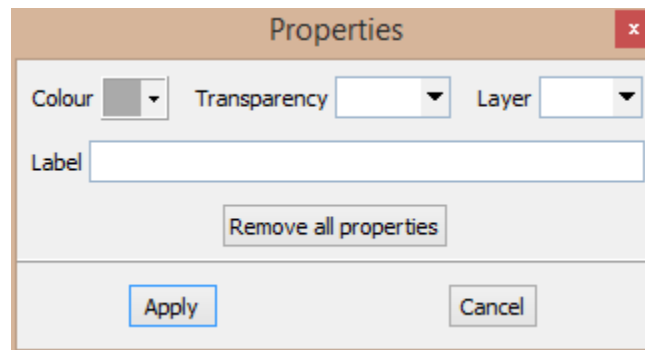 Properties
x
Colour Transparency Layer
Label
Remove all properties
Apply Cancel